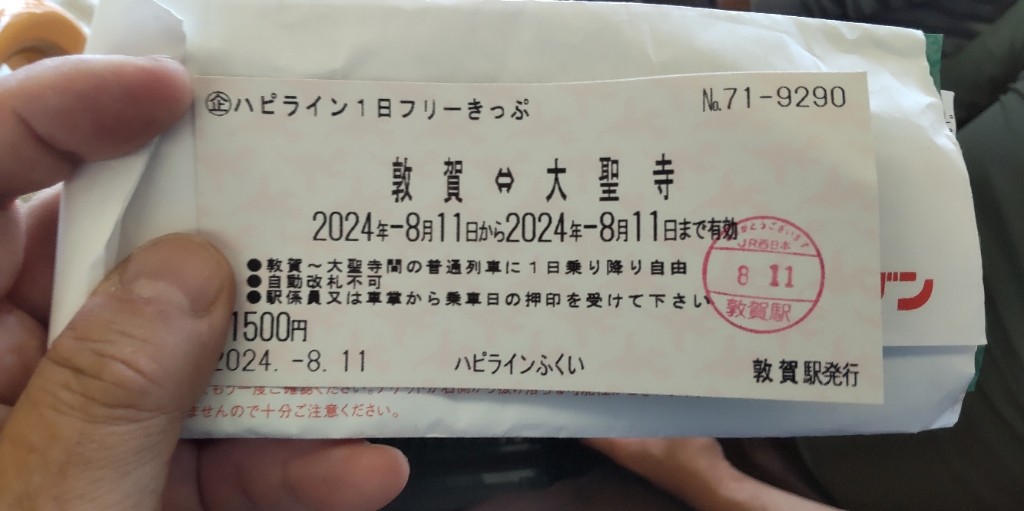 ㊭ハピライン1日フリーきっぷ
№71-9290
敦賀⇔大聖寺
2024年-8月11日から2024年-8月11日まで有効
●敦賀～大聖寺間の普通列車に1日乗り降り自由
●自動改札不可
●駅係員又は車掌から乗車日の押印を受けて下さい
1500円
2024.-8.11
ハピラインふくい
敦賀駅発行
JR西日本
8 11
敦賀駅
ませんので十分ご注意ください。